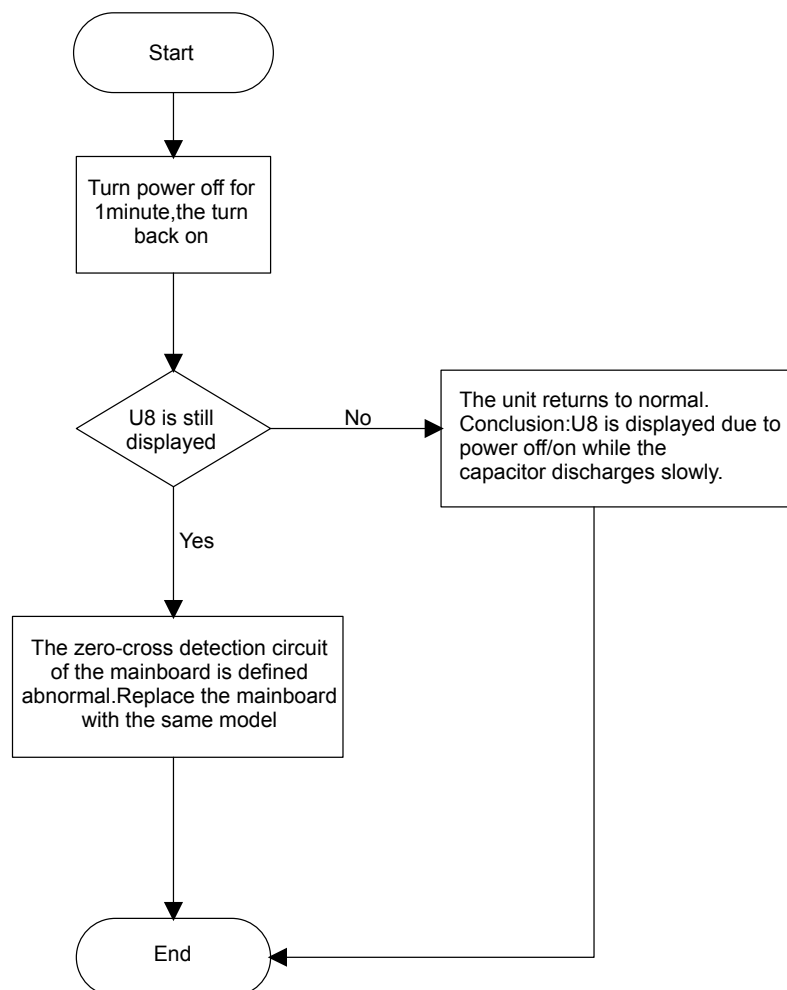 Start
Turn power off for
1minute,the turn
back on
U8 is still
displayed
No
The unit returns to normal.
Conclusion:U8 is displayed due to
power off/on while the
capacitor discharges slowly.
Yes
The zero-cross detection circuit
of the mainboard is defined
abnormal.Replace the mainboard
with the same model
End